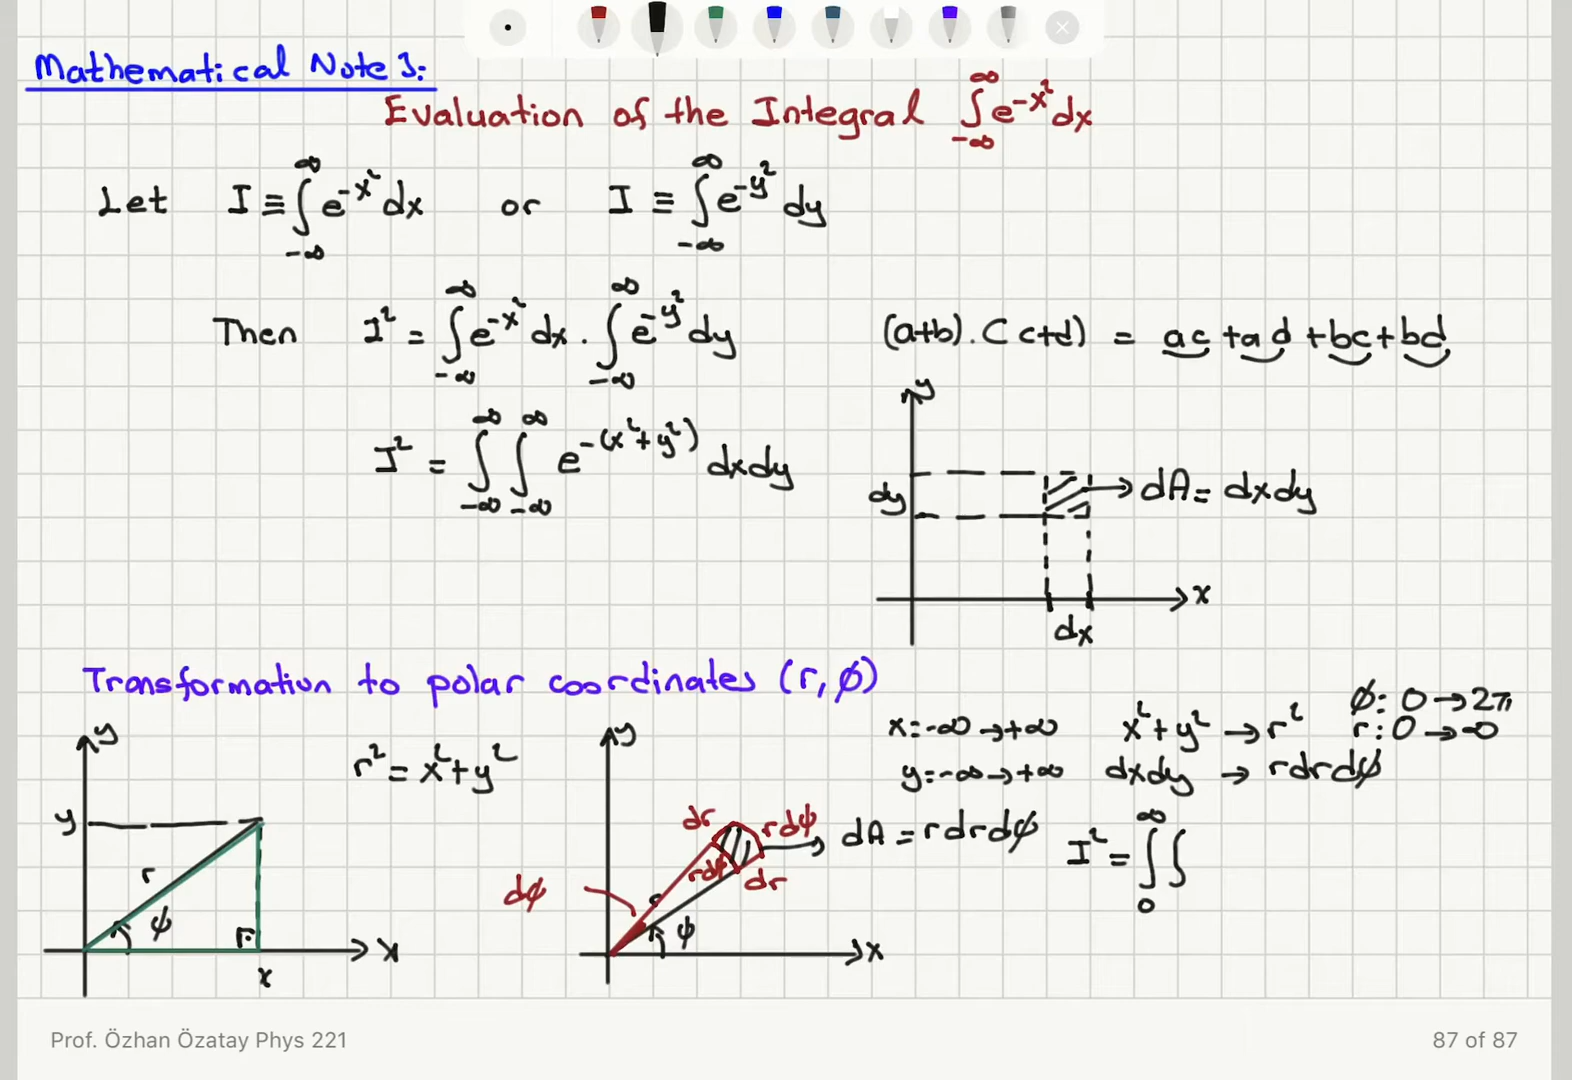 Mathematical Note 3:
Evaluation of the Integral ∫_{-∞}^{∞} e^{-x²} dx
Let I ≡ ∫_{-∞}^{∞} e^{-x²} dx or I ≡ ∫_{-∞}^{∞} e^{-y²} dy
Then I² = ∫_{-∞}^{∞} e^{-x²} dx . ∫_{-∞}^{∞} e^{-y²} dy
(a+b).(c+d) = ac + ad + bc + bd
I² = ∫_{-∞}^{∞} ∫_{-∞}^{∞} e^{-(x²+y²)} dxdy
y
dy
dA = dxdy
x
dx
Transformation to polar coordinates (r, ϕ)
y
r² = x²+y²
y
r
ϕ
x
x
y
dr
rdϕ
rdϕ
dr
dϕ
r
ϕ
x
dA = rdrdϕ
x=-∞→+∞
y=-∞→+∞
x²+y² → r²
dxdy → rdrdϕ
ϕ: 0→2π
r: 0→∞
I² = ∫_{0}^{∞} ∫
Prof. Özhan Özatay Phys 221
87 of 87